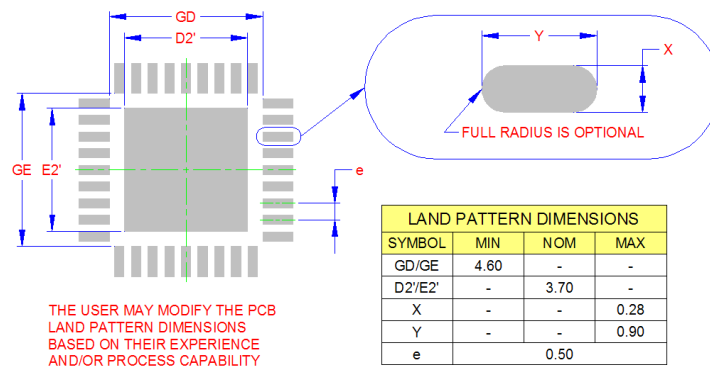 GD
D2'
GE
E2'
e
Y
X
FULL RADIUS IS OPTIONAL
THE USER MAY MODIFY THE PCB
LAND PATTERN DIMENSIONS
BASED ON THEIR EXPERIENCE
AND/OR PROCESS CAPABILITY
LAND PATTERN DIMENSIONS
SYMBOL MIN NOM MAX
GD/GE 4.60 - -
D2'/E2' - 3.70 -
X - - 0.28
Y - - 0.90
e 0.50